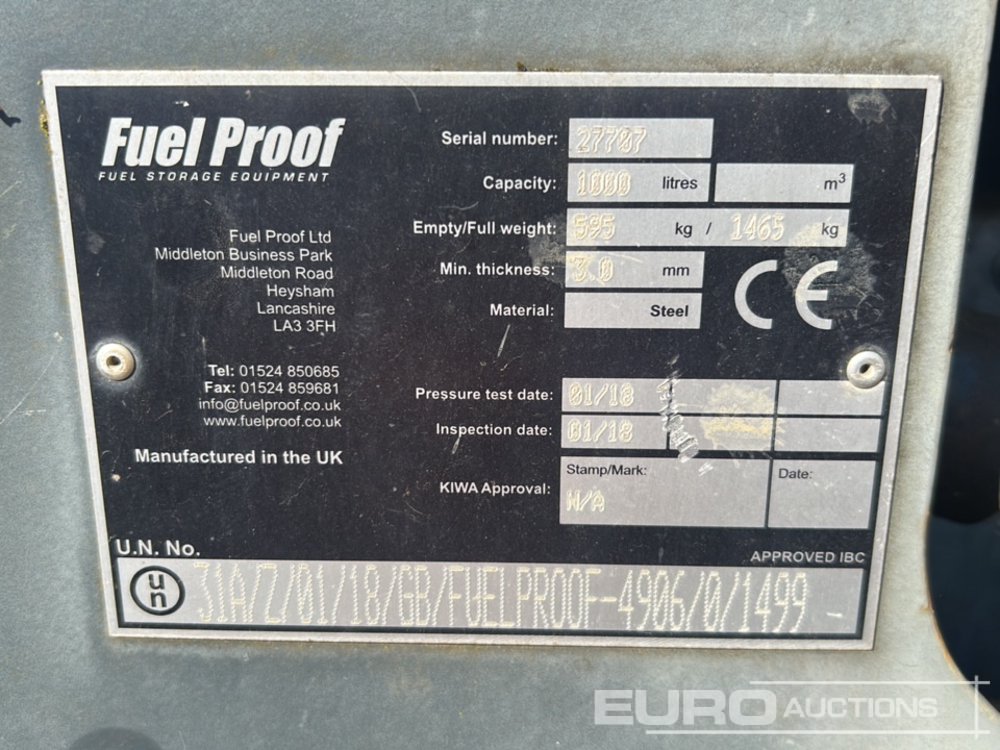 Fuel Proof
FUEL STORAGE EQUIPMENT
Fuel Proof Ltd
Middleton Business Park
Middleton Road
Heysham
Lancashire
LA3 3FH
Tel: 01524 850685
Fax: 01524 859681
info@fuelproof.co.uk
www.fuelproof.co.uk
Manufactured in the UK
Serial number: 27707
Capacity: 1000 litres m³
Empty/Full weight: 595 kg / 1465 kg
Min. thickness: 3.0 mm
Material: Steel
CE
Pressure test date: 01/18
Inspection date: 01/18
KIWA Approval: Stamp/Mark: N/A Date:
U.N. No.
APPROVED IBC
un 31A/Z/01/18/GB/FUELPROOF-4906/0/1499 -
EURO AUCTIONS